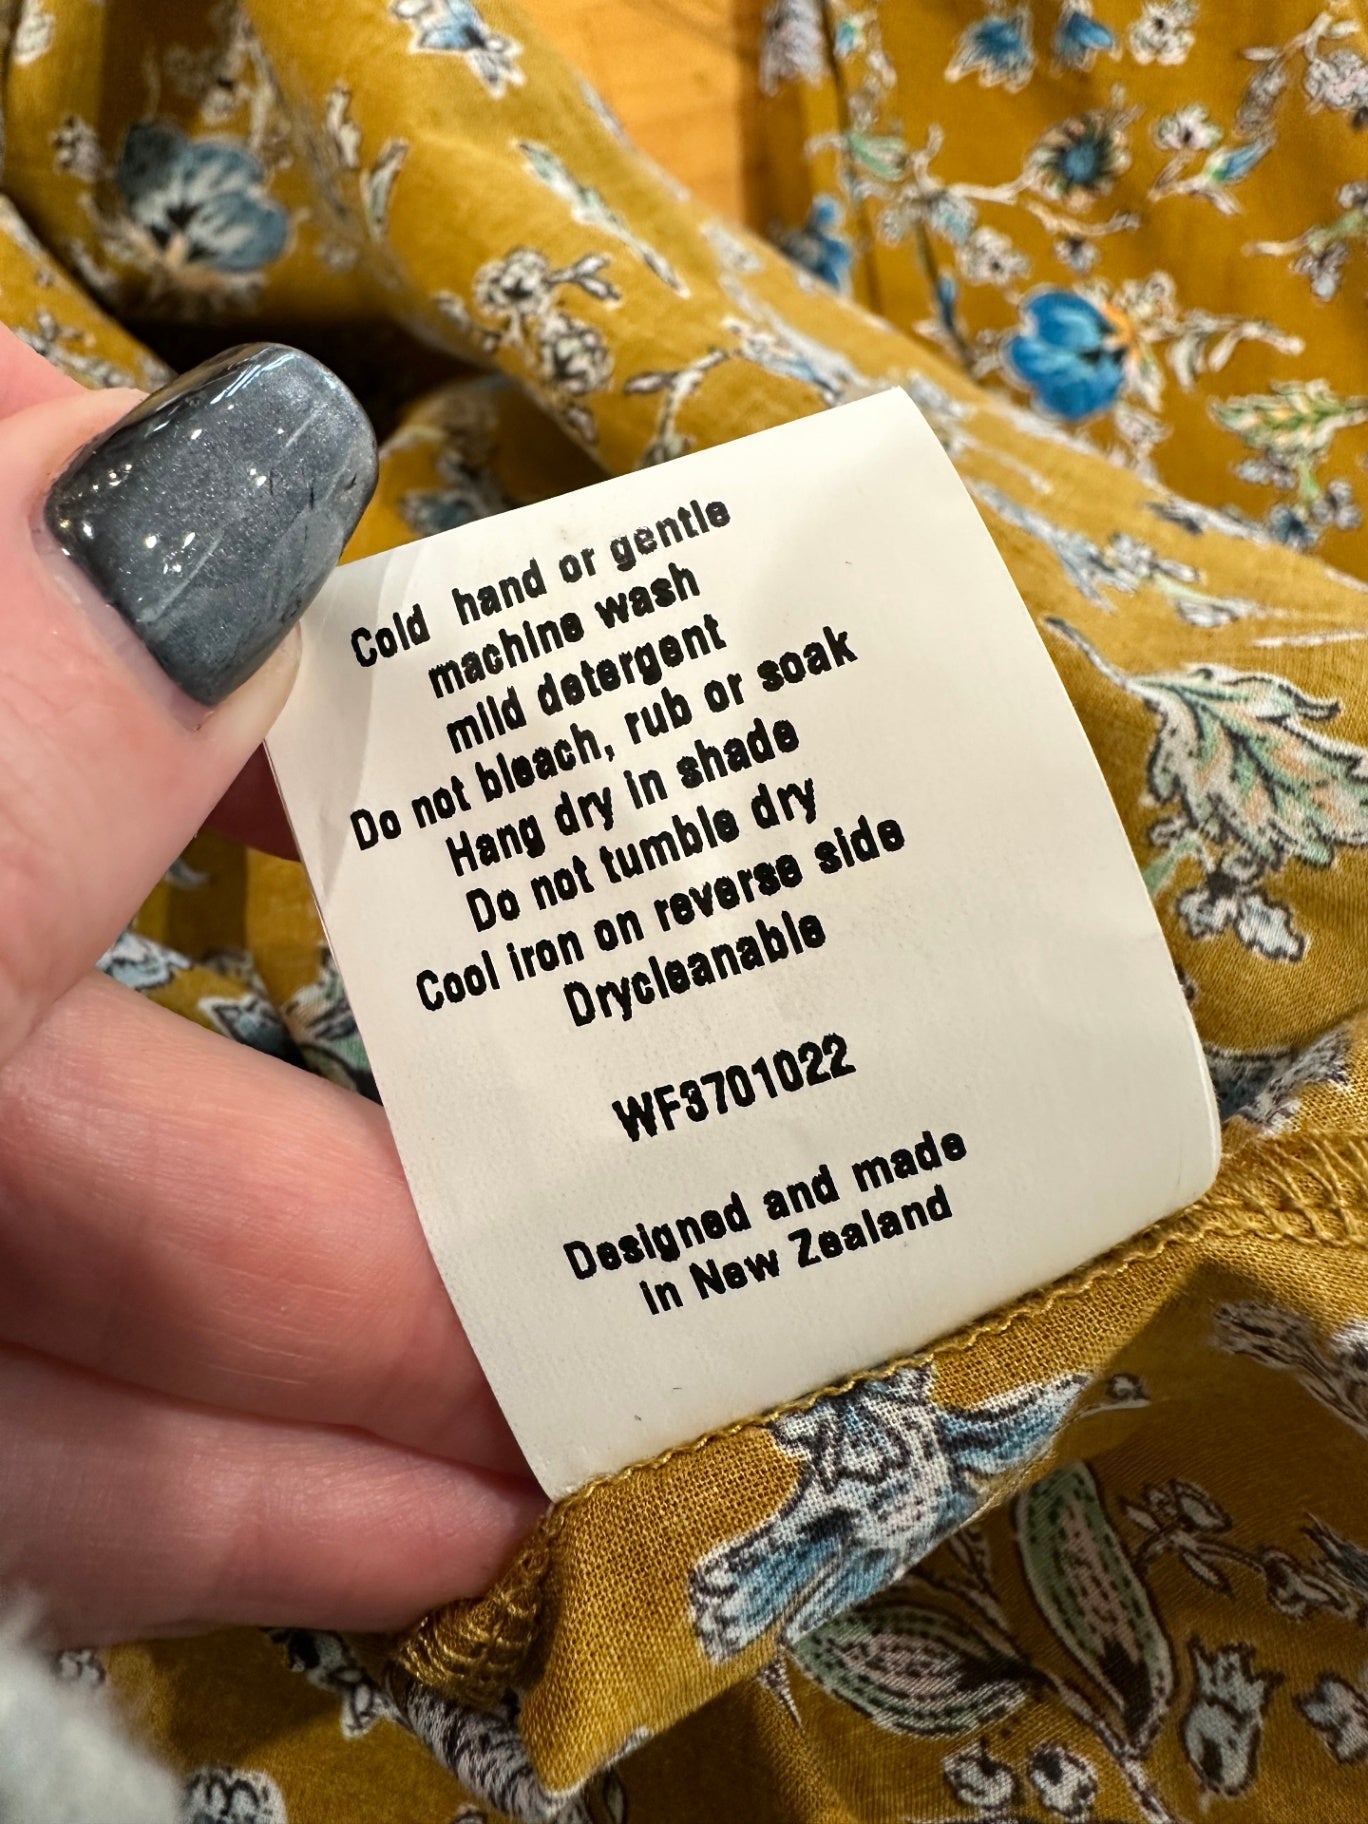 Cold hand or gentle
machine wash
mild detergent
Do not bleach, rub or soak
Hang dry in shade
Do not tumble dry
Cool iron on reverse side
Drycleanable
WF3701022
Designed and made
in New Zealand